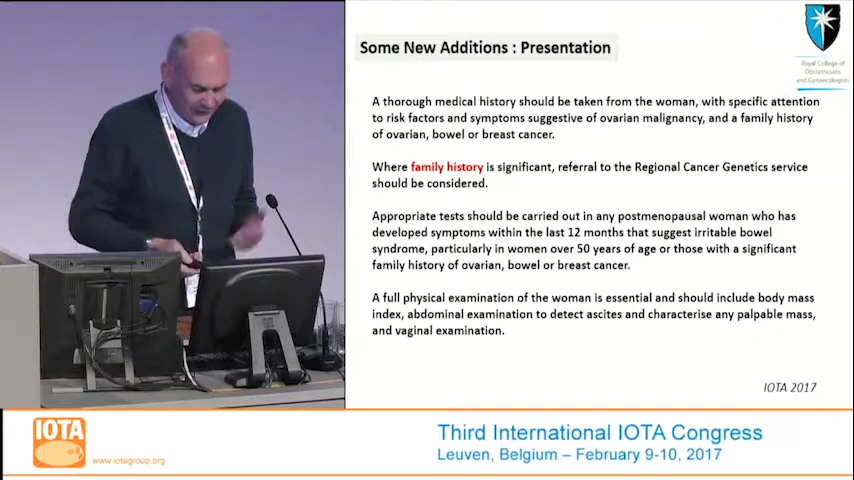 Some New Additions : Presentation
Royal College of
Obstetricians
and Gynaecologists
A thorough medical history should be taken from the woman, with specific attention
to risk factors and symptoms suggestive of ovarian malignancy, and a family history
of ovarian, bowel or breast cancer.
Where family history is significant, referral to the Regional Cancer Genetics service
should be considered.
Appropriate tests should be carried out in any postmenopausal woman who has
developed symptoms within the last 12 months that suggest irritable bowel
syndrome, particularly in women over 50 years of age or those with a significant
family history of ovarian, bowel or breast cancer.
A full physical examination of the woman is essential and should include body mass
index, abdominal examination to detect ascites and characterise any palpable mass,
and vaginal examination.
IOTA 2017
IOTA
www.iotagroup.org
Third International IOTA Congress
Leuven, Belgium – February 9-10, 2017